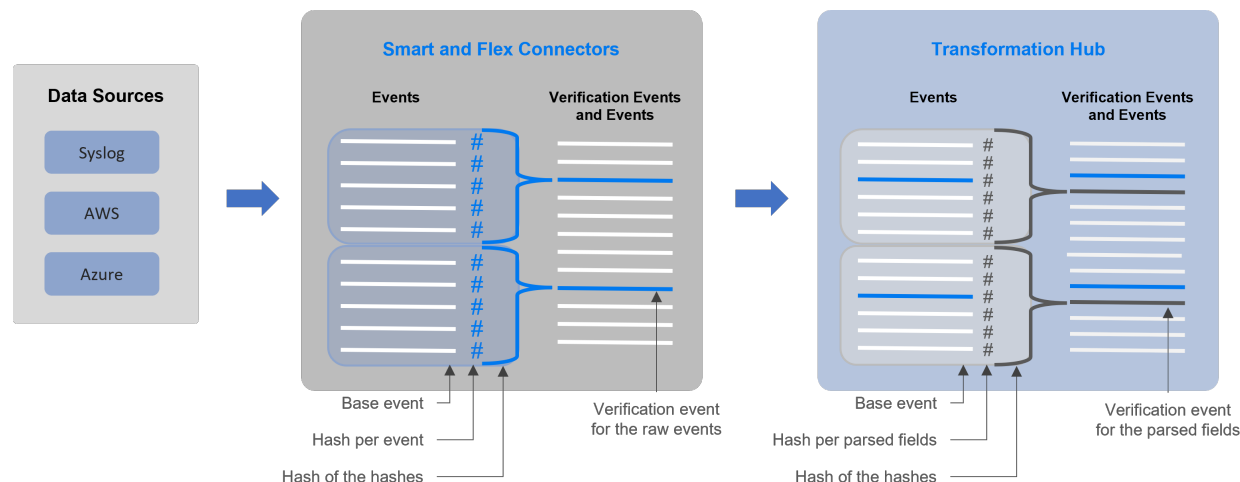 Data Sources
Syslog
AWS
Azure
Smart and Flex Connectors
Events
Verification Events
and Events
#
#
#
#
#
#
#
#
#
#
Base event
Hash per event
Hash of the hashes
Verification event
for the raw events
Transformation Hub
Events
Verification Events
and Events
#
#
#
#
#
#
#
#
#
#
Base event
Hash per parsed fields
Hash of the hashes
Verification event
for the parsed fields